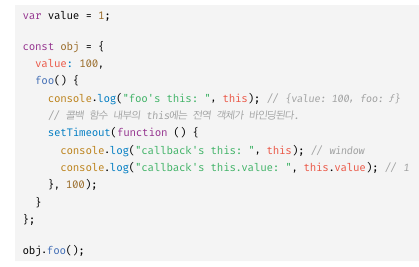 var value = 1;
const obj = {
value: 100,
foo() {
console.log("foo's this: ", this); // {value: 100, foo: ƒ}
// 콜백 함수 내부의 this에는 전역 객체가 바인딩된다.
setTimeout(function () {
console.log("callback's this: ", this); // window
console.log("callback's this.value: ", this.value); // 1
}, 100);
}
};
obj.foo();